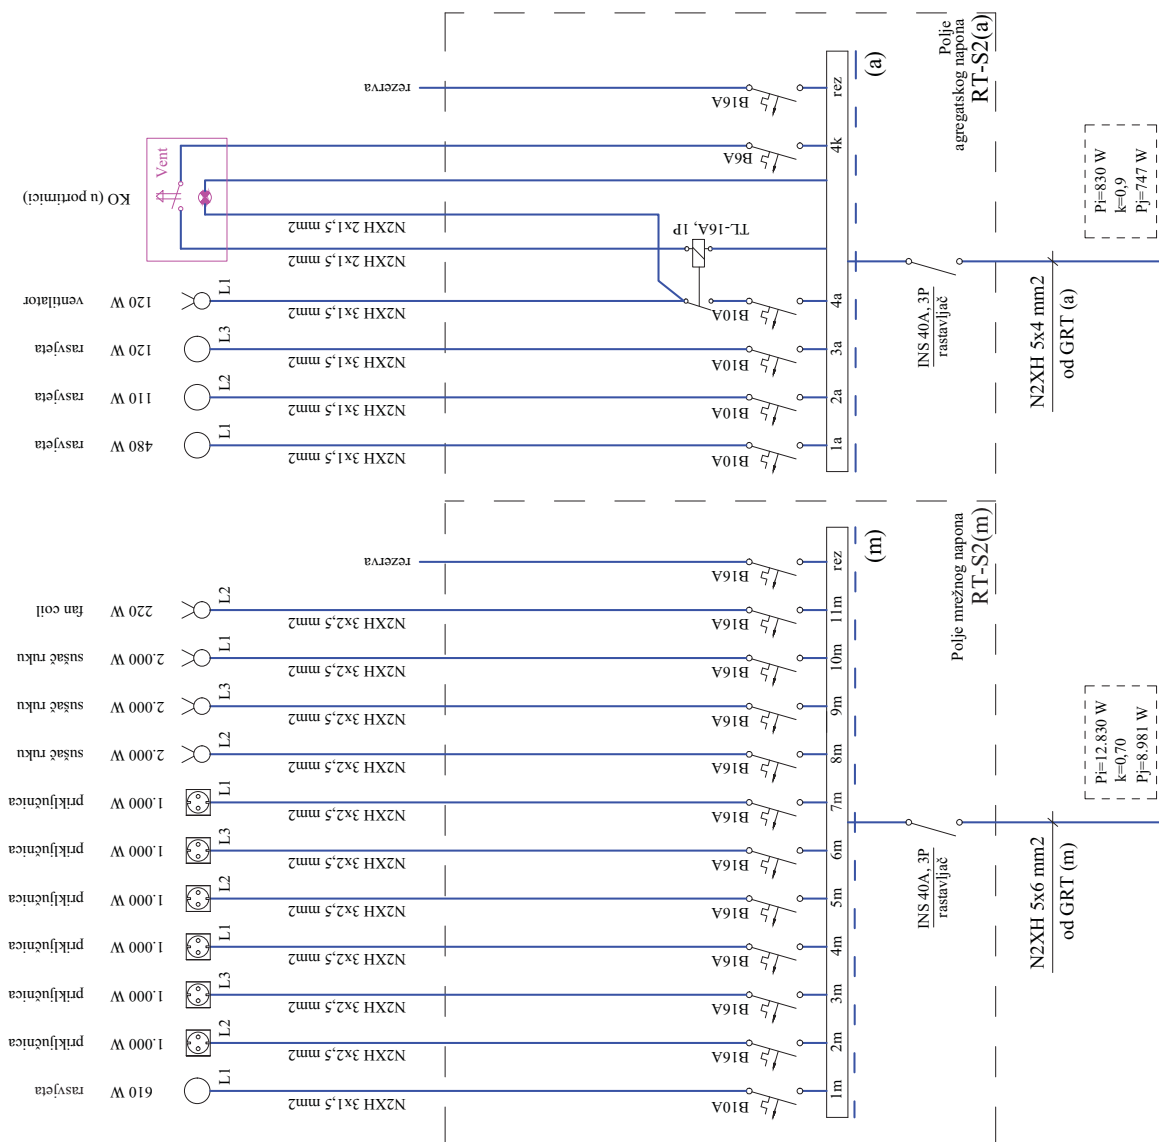 Polje
agregatskog napona
RT-S2(a)
(a)
rezerva
B16A
rez
KO (u portirnici)
Vent
B6A
4k
N2XH 2x1,5 mm2
TL-16A, 1P
N2XH 2x1,5 mm2
ventilator
120 W
L1
N2XH 3x1,5 mm2
B10A
4a
rasvjeta
120 W
L3
N2XH 3x1,5 mm2
B10A
3a
rasvjeta
110 W
L2
N2XH 3x1,5 mm2
B10A
2a
rasvjeta
480 W
L1
N2XH 3x1,5 mm2
B10A
1a
INS 40A, 3P
rastavljač
N2XH 5x4 mm2
od GRT (a)
Pi=830 W
k=0,9
Pj=747 W
Polje mrežnog napona
RT-S2(m)
(m)
rezerva
B16A
rez
fan coil
220 W
L2
N2XH 3x2,5 mm2
B16A
11m
sušač ruku
2.000 W
L1
N2XH 3x2,5 mm2
B16A
10m
sušač ruku
2.000 W
L3
N2XH 3x2,5 mm2
B16A
9m
sušač ruku
2.000 W
L2
N2XH 3x2,5 mm2
B16A
8m
priključnica
1.000 W
L1
N2XH 3x2,5 mm2
B16A
7m
priključnica
1.000 W
L3
N2XH 3x2,5 mm2
B16A
6m
priključnica
1.000 W
L2
N2XH 3x2,5 mm2
B16A
5m
priključnica
1.000 W
L1
N2XH 3x2,5 mm2
B16A
4m
priključnica
1.000 W
L3
N2XH 3x2,5 mm2
B16A
3m
priključnica
1.000 W
L2
N2XH 3x2,5 mm2
B16A
2m
rasvjeta
610 W
L1
N2XH 3x1,5 mm2
B10A
1m
INS 40A, 3P
rastavljač
N2XH 5x6 mm2
od GRT (m)
Pi=12.830 W
k=0,70
Pj=8.981 W